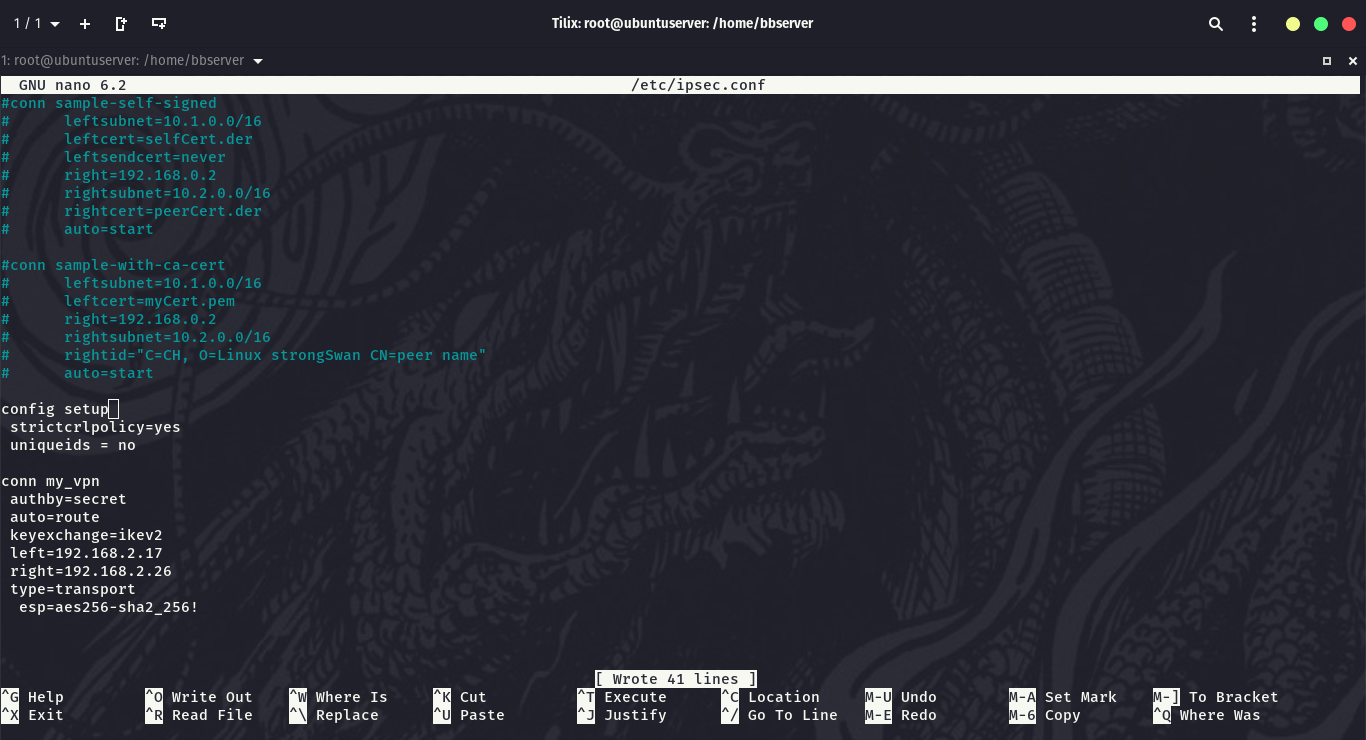 1 / 1
Tilix: root@ubuntuserver: /home/bbserver
1: root@ubuntuserver: /home/bbserver
GNU nano 6.2 /etc/ipsec.conf
#conn sample-self-signed
#      leftsubnet=10.1.0.0/16
#      leftcert=selfCert.der
#      leftsendcert=never
#      right=192.168.0.2
#      rightsubnet=10.2.0.0/16
#      rightcert=peerCert.der
#      auto=start
#conn sample-with-ca-cert
#      leftsubnet=10.1.0.0/16
#      leftcert=myCert.pem
#      right=192.168.0.2
#      rightsubnet=10.2.0.0/16
#      rightid="C=CH, O=Linux strongSwan CN=peer name"
#      auto=start
config setup
 strictcrlpolicy=yes
 uniqueids = no
conn my_vpn
 authby=secret
 auto=route
 keyexchange=ikev2
 left=192.168.2.17
 right=192.168.2.26
 type=transport
  esp=aes256-sha2_256!
[ Wrote 41 lines ]
^G Help ^O Write Out ^W Where Is ^K Cut ^T Execute ^C Location M-U Undo M-A Set Mark M-] To Bracket
^X Exit ^R Read File ^\ Replace ^U Paste ^J Justify ^/ Go To Line M-E Redo M-6 Copy ^Q Where Was